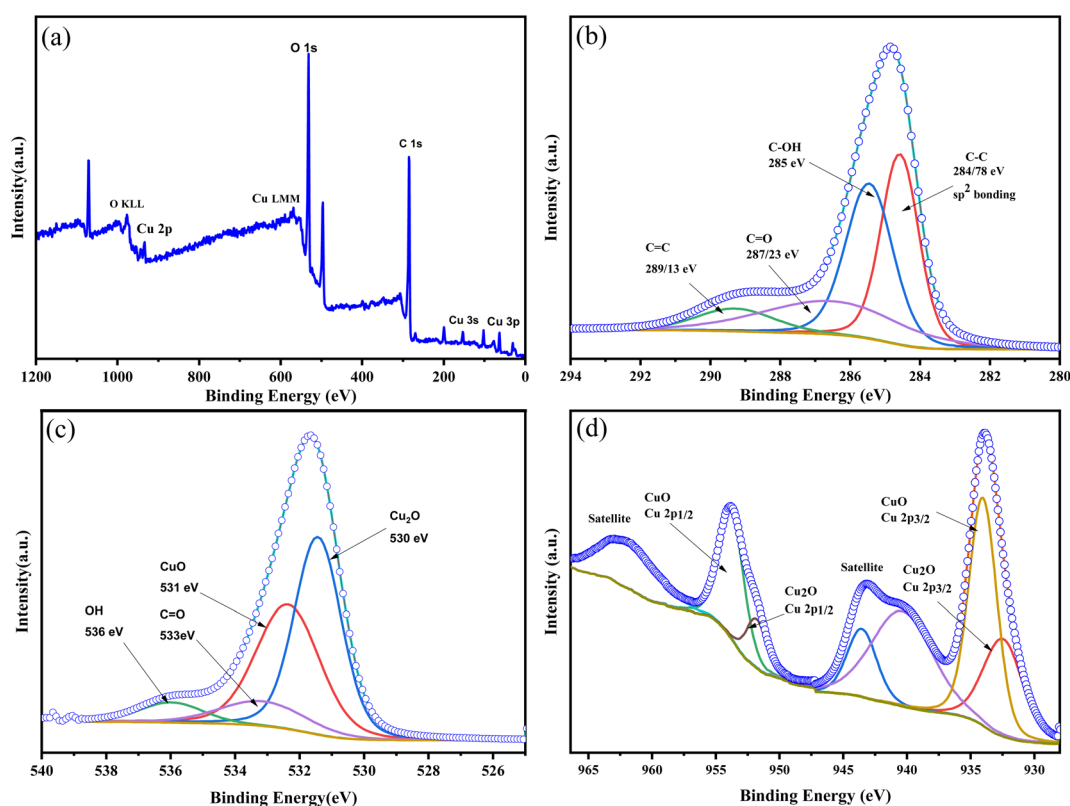 (a)
O 1s
C 1s
O KLL
Cu 2p
Cu LMM
Cu 3s
Cu 3p
Intensity(a.u.)
1200
1000
800
600
400
200
0
Binding Energy (eV)
(b)
C-OH
285 eV
C-C
284/78 eV
sp² bonding
C=C
289/13 eV
C=O
287/23 eV
Intensity (a.u.)
294
292
290
288
286
284
282
280
Binding Energy (eV)
(c)
Cu₂O
530 eV
CuO
531 eV
C=O
533eV
OH
536 eV
Intensity(a.u.)
540
538
536
534
532
530
528
526
Binding Energy(eV)
(d)
CuO
Cu 2p1/2
Satellite
Cu2O
Cu 2p1/2
Satellite
CuO
Cu 2p3/2
Cu2O
Cu 2p3/2
Intensity (a.u.)
965
960
955
950
945
940
935
930
Binding Energy (eV)